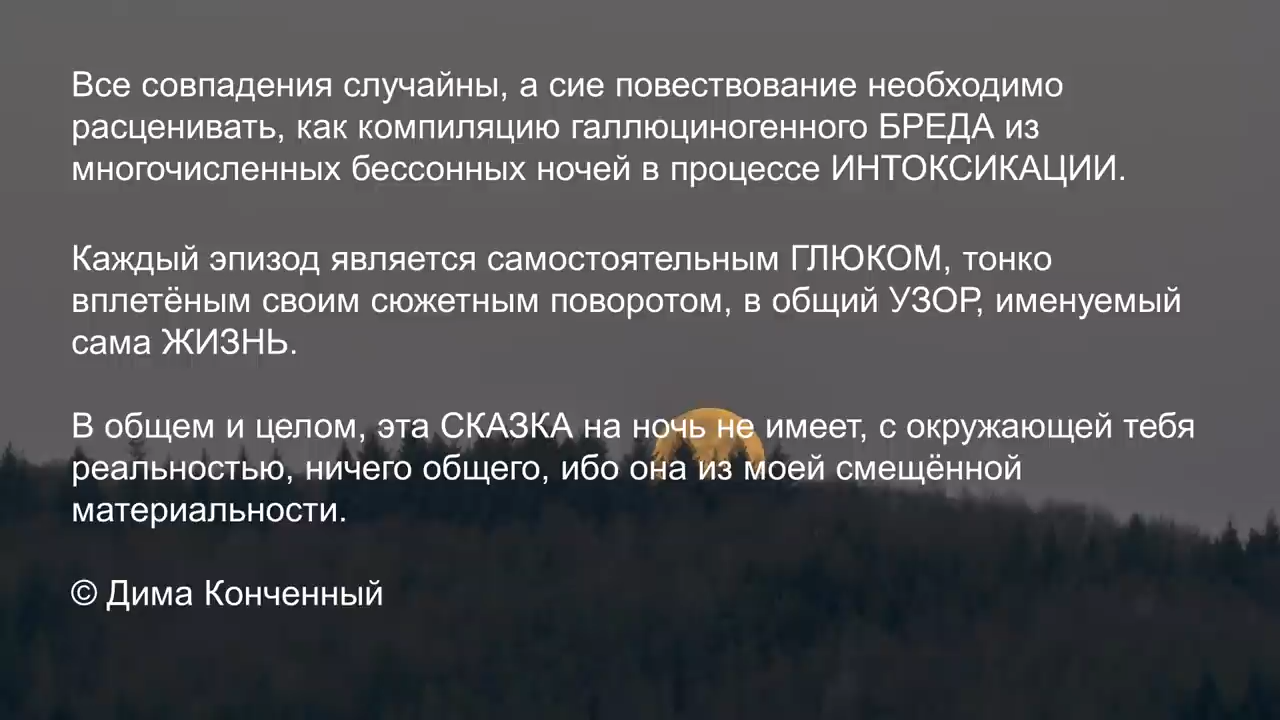 Все совпадения случайны, а сие повествование необходимо
расценивать, как компиляцию галлюциногенного БРЕДА из
многочисленных бессонных ночей в процессе ИНТОКСИКАЦИИ.
Каждый эпизод является самостоятельным ГЛЮКОМ, тонко
вплетёным своим сюжетным поворотом, в общий УЗОР, именуемый
сама ЖИЗНЬ.
В общем и целом, эта СКАЗКА на ночь не имеет, с окружающей тебя
реальностью, ничего общего, ибо она из моей смещённой
материальности.
© Дима Конченный